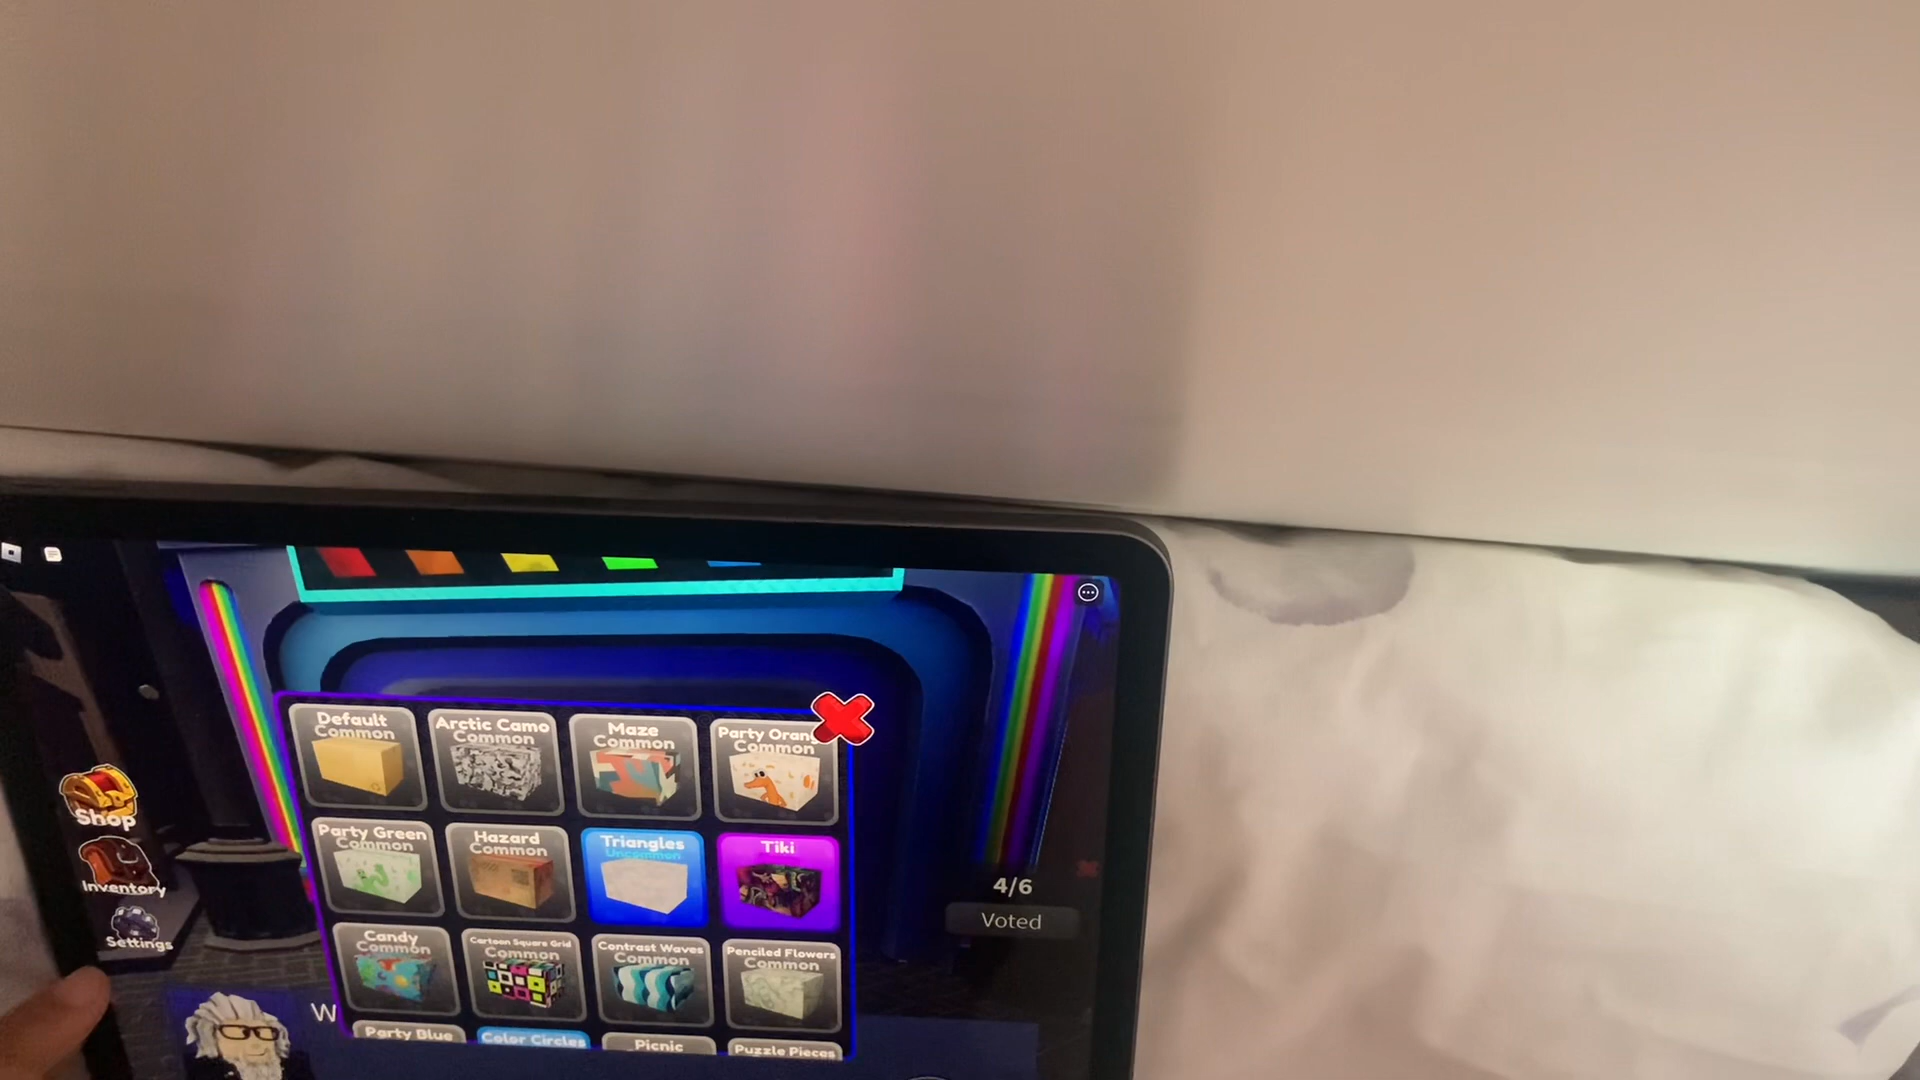 Default
Common
Arctic Camo
Common
Maze
Common
Party Orang
Common
Party Green
Common
Hazard
Common
Triangles
Uncommon
Tiki
Candy
Common
Cartoon Square Grid
Common
Contrast Waves
Common
Penciled Flowers
Common
Party Blue
Color Circles
Picnic
Puzzle Pieces
Shop
Inventory
Settings
4/6
Voted
W